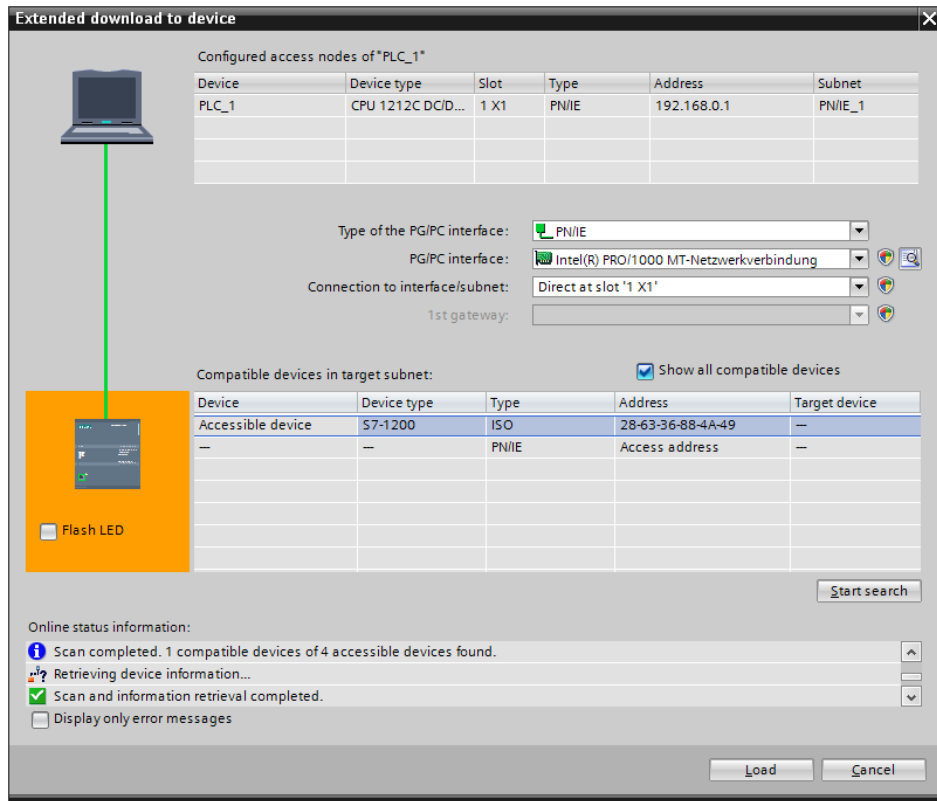 Extended download to device
Configured access nodes of "PLC_1"
Device Device type Slot Type Address Subnet
PLC_1 CPU 1212C DC/D... 1 X1 PN/IE 192.168.0.1 PN/IE_1
Type of the PG/PC interface: PN/IE
PG/PC interface: Intel(R) PRO/1000 MT-Netzwerkverbindung
Connection to interface/subnet: Direct at slot '1 X1'
1st gateway:
Compatible devices in target subnet: Show all compatible devices
Device Device type Type Address Target device
Accessible device S7-1200 ISO 28-63-36-88-4A-49 —
— — PN/IE Access address —
Flash LED
Start search
Online status information:
Scan completed. 1 compatible devices of 4 accessible devices found.
Retrieving device information...
Scan and information retrieval completed.
Display only error messages
Load Cancel